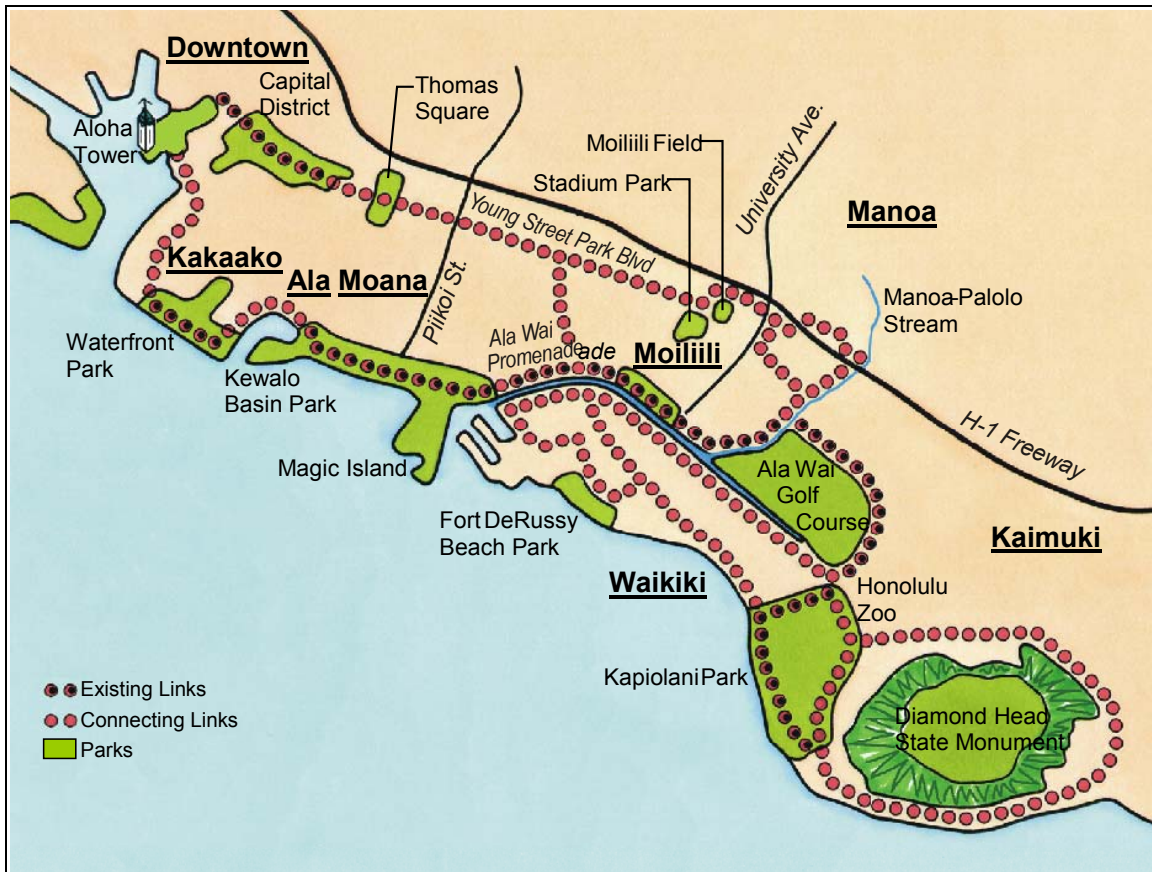 Downtown
Capital
District
Thomas
Square
Aloha
Tower
Moiliili Field
Stadium Park
University Ave.
Manoa
Young Street Park Blvd
Kakaako
Ala Moana
Piikoi St.
Manoa-Palolo
Stream
Waterfront
Park
Ala Wai
Promenade
ade
Moiliili
Kewalo
Basin Park
H-1 Freeway
Magic Island
Ala Wai
Golf
Course
Fort DeRussy
Beach Park
Kaimuki
Waikiki
Honolulu
Zoo
Kapiolani Park
Existing Links
Connecting Links
Parks
Diamond Head
State Monument